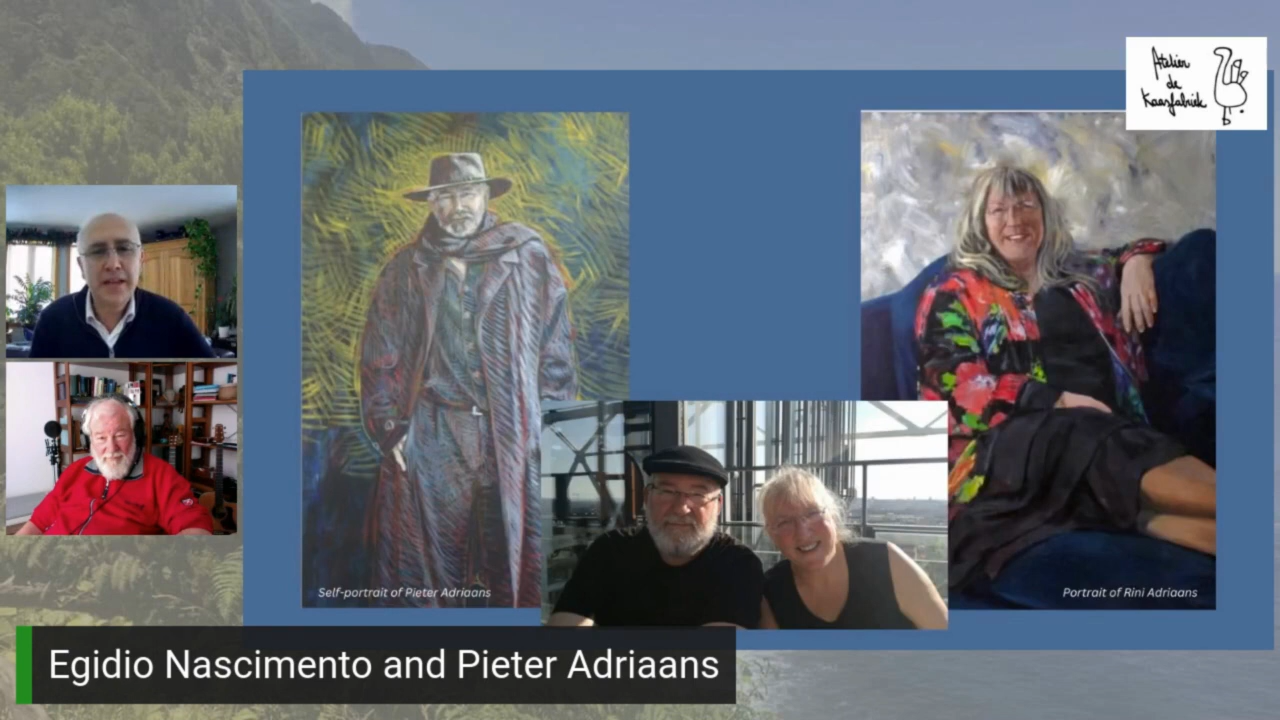 Atelier
de
Kaasfabriek
Self-portrait of Pieter Adriaans
Portrait of Rini Adriaans
Egidio Nascimento and Pieter Adriaans